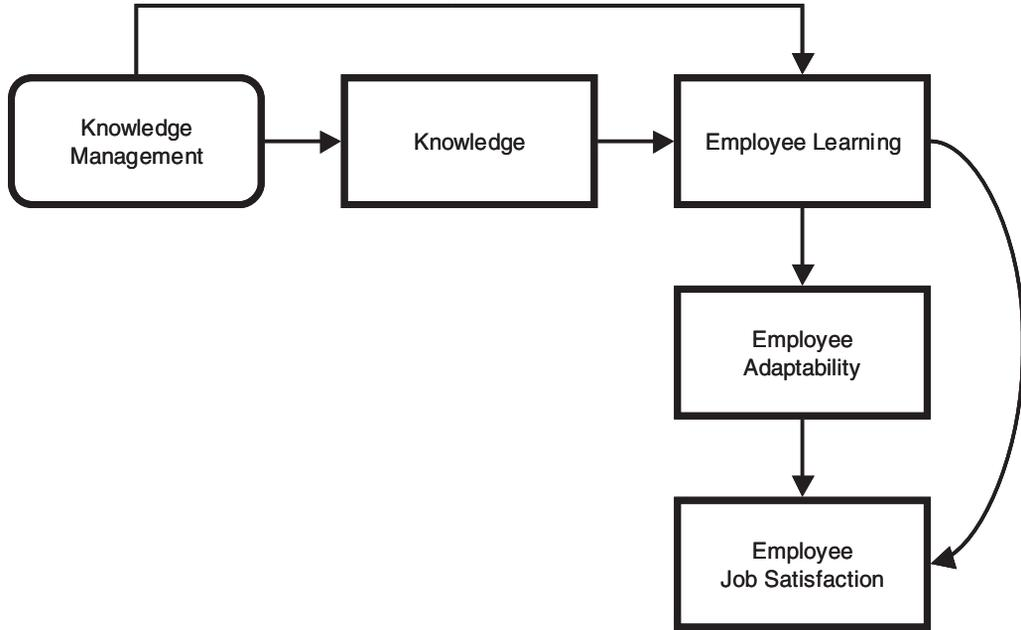 Knowledge
Management
Knowledge
Employee Learning
Employee
Adaptability
Employee
Job Satisfaction